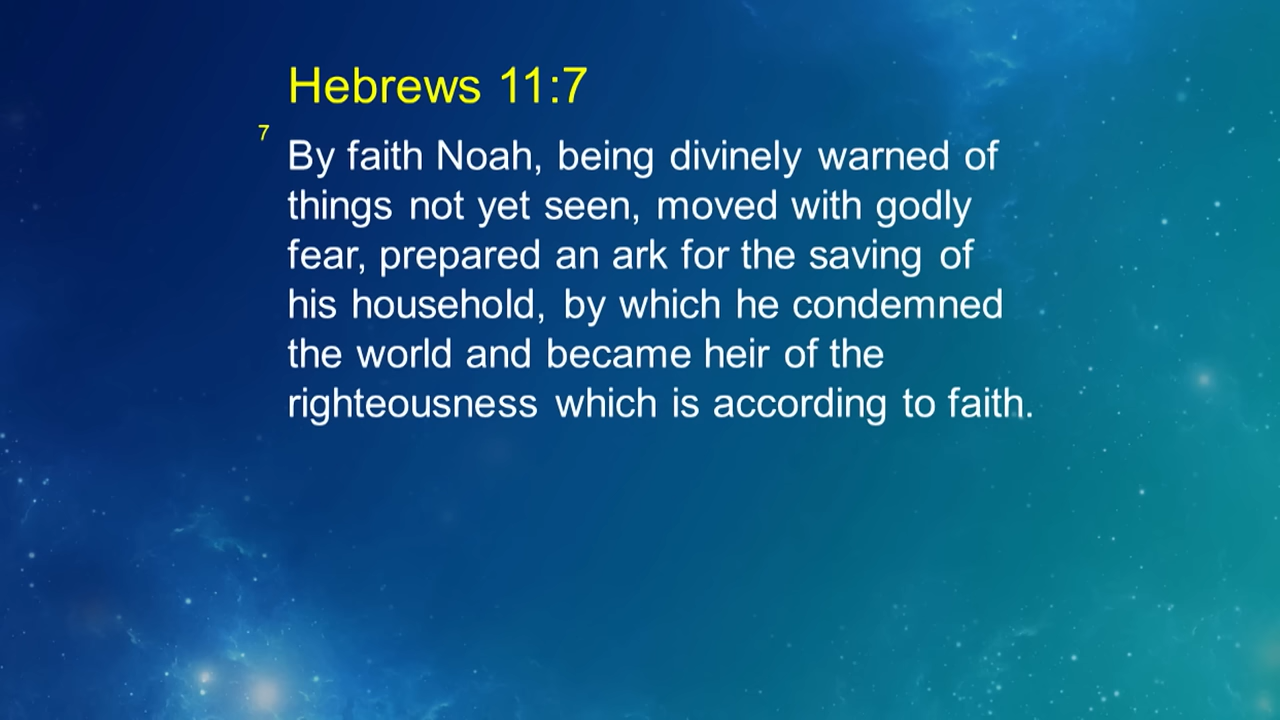 Hebrews 11:7
7 By faith Noah, being divinely warned of
things not yet seen, moved with godly
fear, prepared an ark for the saving of
his household, by which he condemned
the world and became heir of the
righteousness which is according to faith.